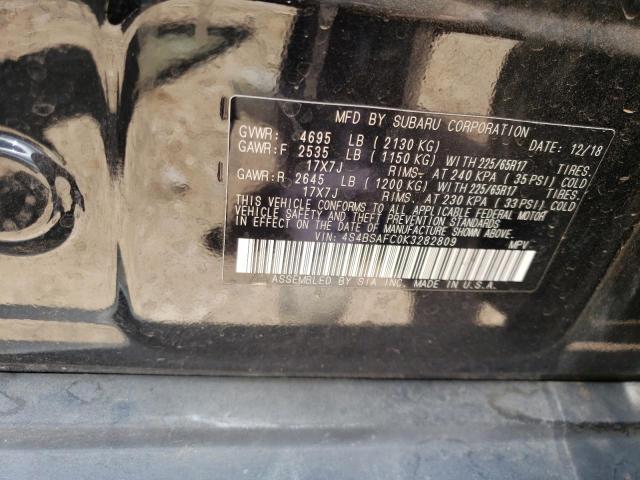 MFD BY SUBARU CORPORATION
GVWR: 4695 LB ( 2130 KG) DATE: 12/18
GAWR:F 2535 LB ( 1150 KG) WITH 225/65R17 TIRES,
17X7J RIMS- AT 240 KPA ( 35 PSI) COLD
GAWR:R 2645 LB ( 1200 KG) WITH 225/65R17 TIRES,
17X7J RIMS- AT 230 KPA ( 33 PSI) COLD
THIS VEHICLE CONFORMS TO ALL APPLICABLE FEDERAL MOTOR
VEHICLE SAFETY AND THEFT PREVENTION STANDARDS
IN EFFECT ON THE DATE OF MANUFACTURE SHOWN ABOVE.
VIN: 4S4BSAFC0K3282809 MPV
ASSEMBLED BY SIA INC. MADE IN U.S.A.